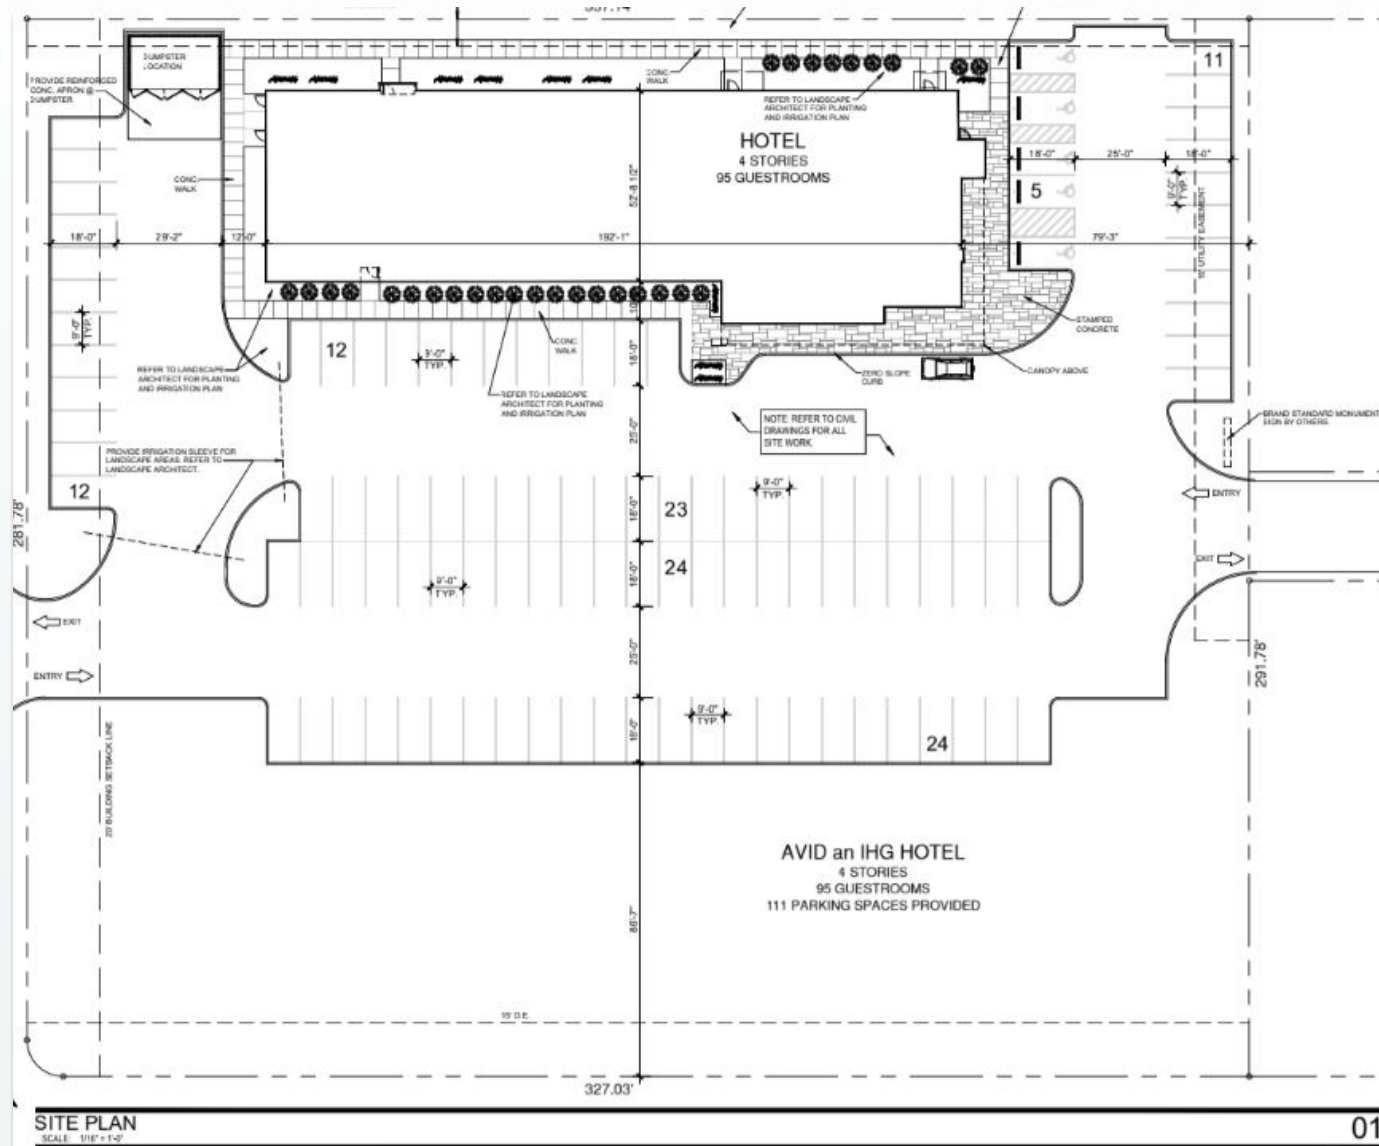 337.14'
DUMPSTER
LOCATION
PROVIDE REINFORCED
CONC. APRON @
DUMPSTER
CONC.
WALK
REFER TO LANDSCAPE
ARCHITECT FOR PLANTING
AND IRRIGATION PLAN
HOTEL
4 STORIES
95 GUESTROOMS
11
CONC.
WALK
52'-8 1/2"
18'-0"
25'-0"
18'-0"
9'-0"
TYP.
5
18'-0"
29'-2"
12'-0"
192'-1"
79'-3"
UTILITY EASEMENT
9'-0"
TYP.
12
9'-0"
TYP.
18'-0"
CONC.
WALK
STAMPED
CONCRETE
REFER TO LANDSCAPE
ARCHITECT FOR PLANTING
AND IRRIGATION PLAN
REFER TO LANDSCAPE
ARCHITECT FOR PLANTING
AND IRRIGATION PLAN
ZERO SLOPE
CURB
CANOPY ABOVE
25'-0"
NOTE: REFER TO CIVIL
DRAWINGS FOR ALL
SITE WORK.
BRAND STANDARD MONUMENT
SIGN BY OTHERS.
PROVIDE IRRIGATION SLEEVE FOR
LANDSCAPE AREAS. REFER TO
LANDSCAPE ARCHITECT.
12
281.78'
18'-0"
23
9'-0"
TYP.
ENTRY
18'-0"
24
9'-0"
TYP.
EXIT
EXIT
ENTRY
25'-0"
291.78'
18'-0"
9'-0"
TYP.
24
20' BUILDING SETBACK LINE
AVID an IHG HOTEL
4 STORIES
95 GUESTROOMS
111 PARKING SPACES PROVIDED
86'-7"
15' D.E.
327.03'
SITE PLAN
SCALE: 1/16" = 1'-0"
01